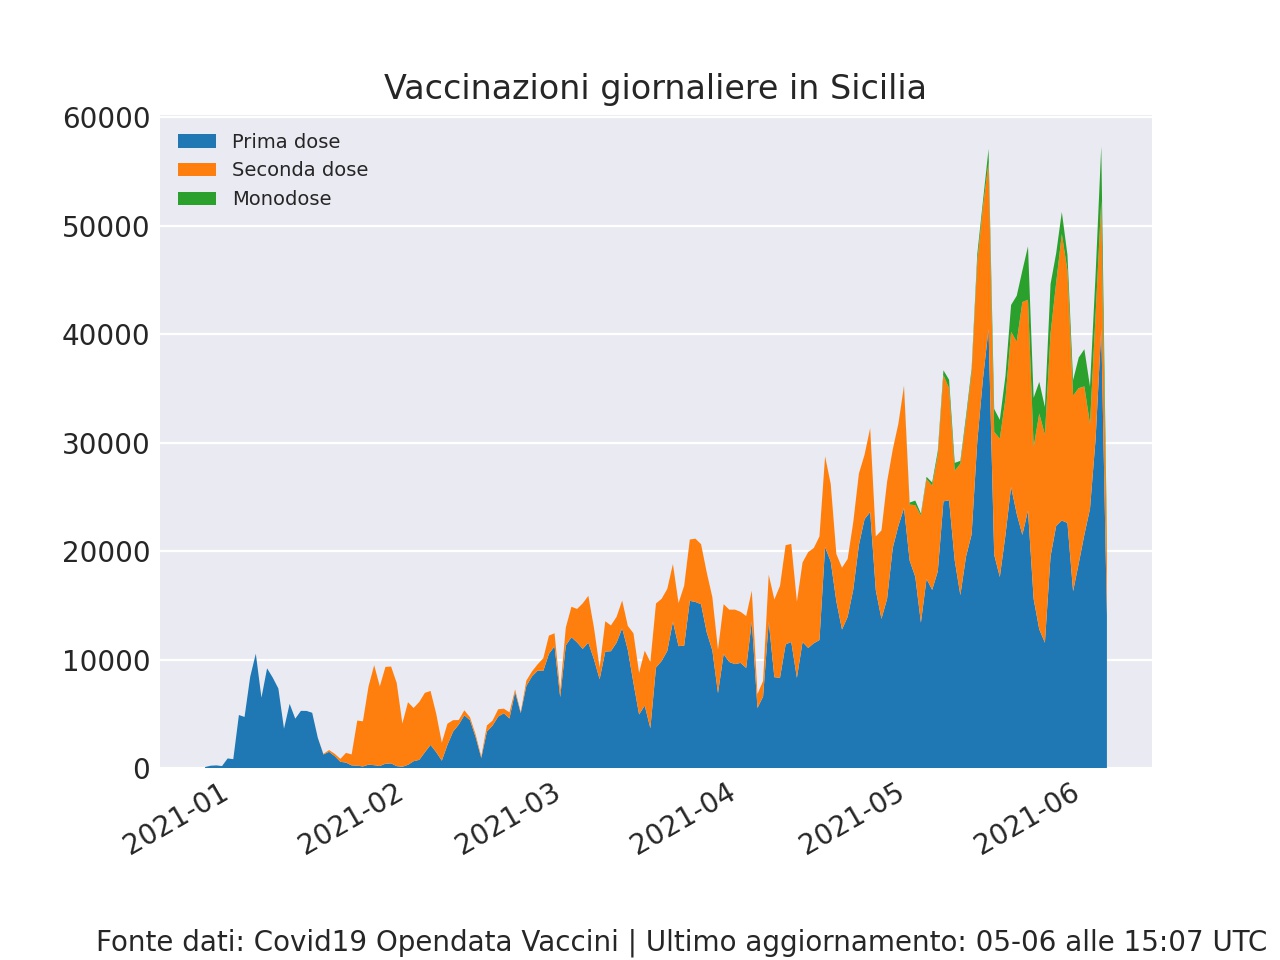 Vaccinazioni giornaliere in Sicilia
60000
50000
40000
30000
20000
10000
0
Prima dose
Seconda dose
Monodose
2021-01
2021-02
2021-03
2021-04
2021-05
2021-06
Fonte dati: Covid19 Opendata Vaccini | Ultimo aggiornamento: 05-06 alle 15:07 UTC